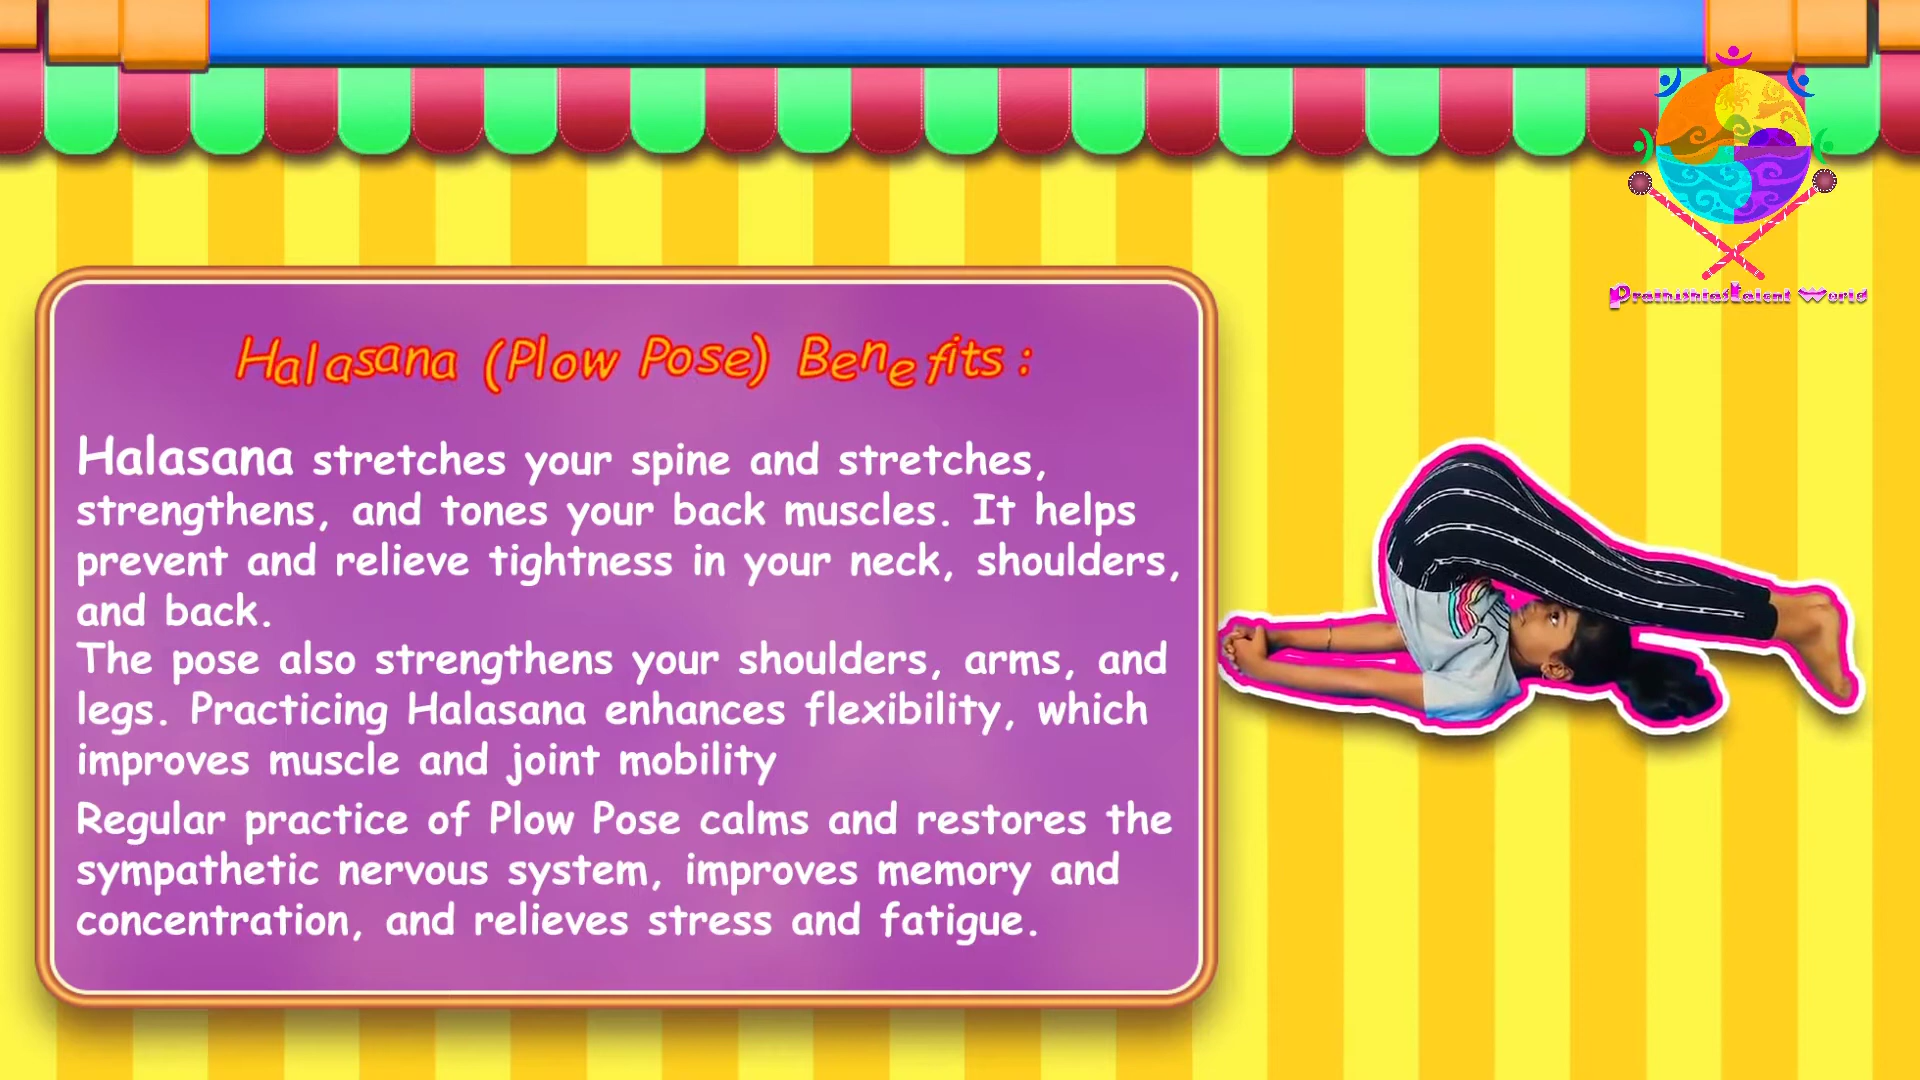 Prathishtastalent World
Halasana (Plow Pose) Benefits :
Halasana stretches your spine and stretches,
strengthens, and tones your back muscles. It helps
prevent and relieve tightness in your neck, shoulders,
and back.
The pose also strengthens your shoulders, arms, and
legs. Practicing Halasana enhances flexibility, which
improves muscle and joint mobility
Regular practice of Plow Pose calms and restores the
sympathetic nervous system, improves memory and
concentration, and relieves stress and fatigue.